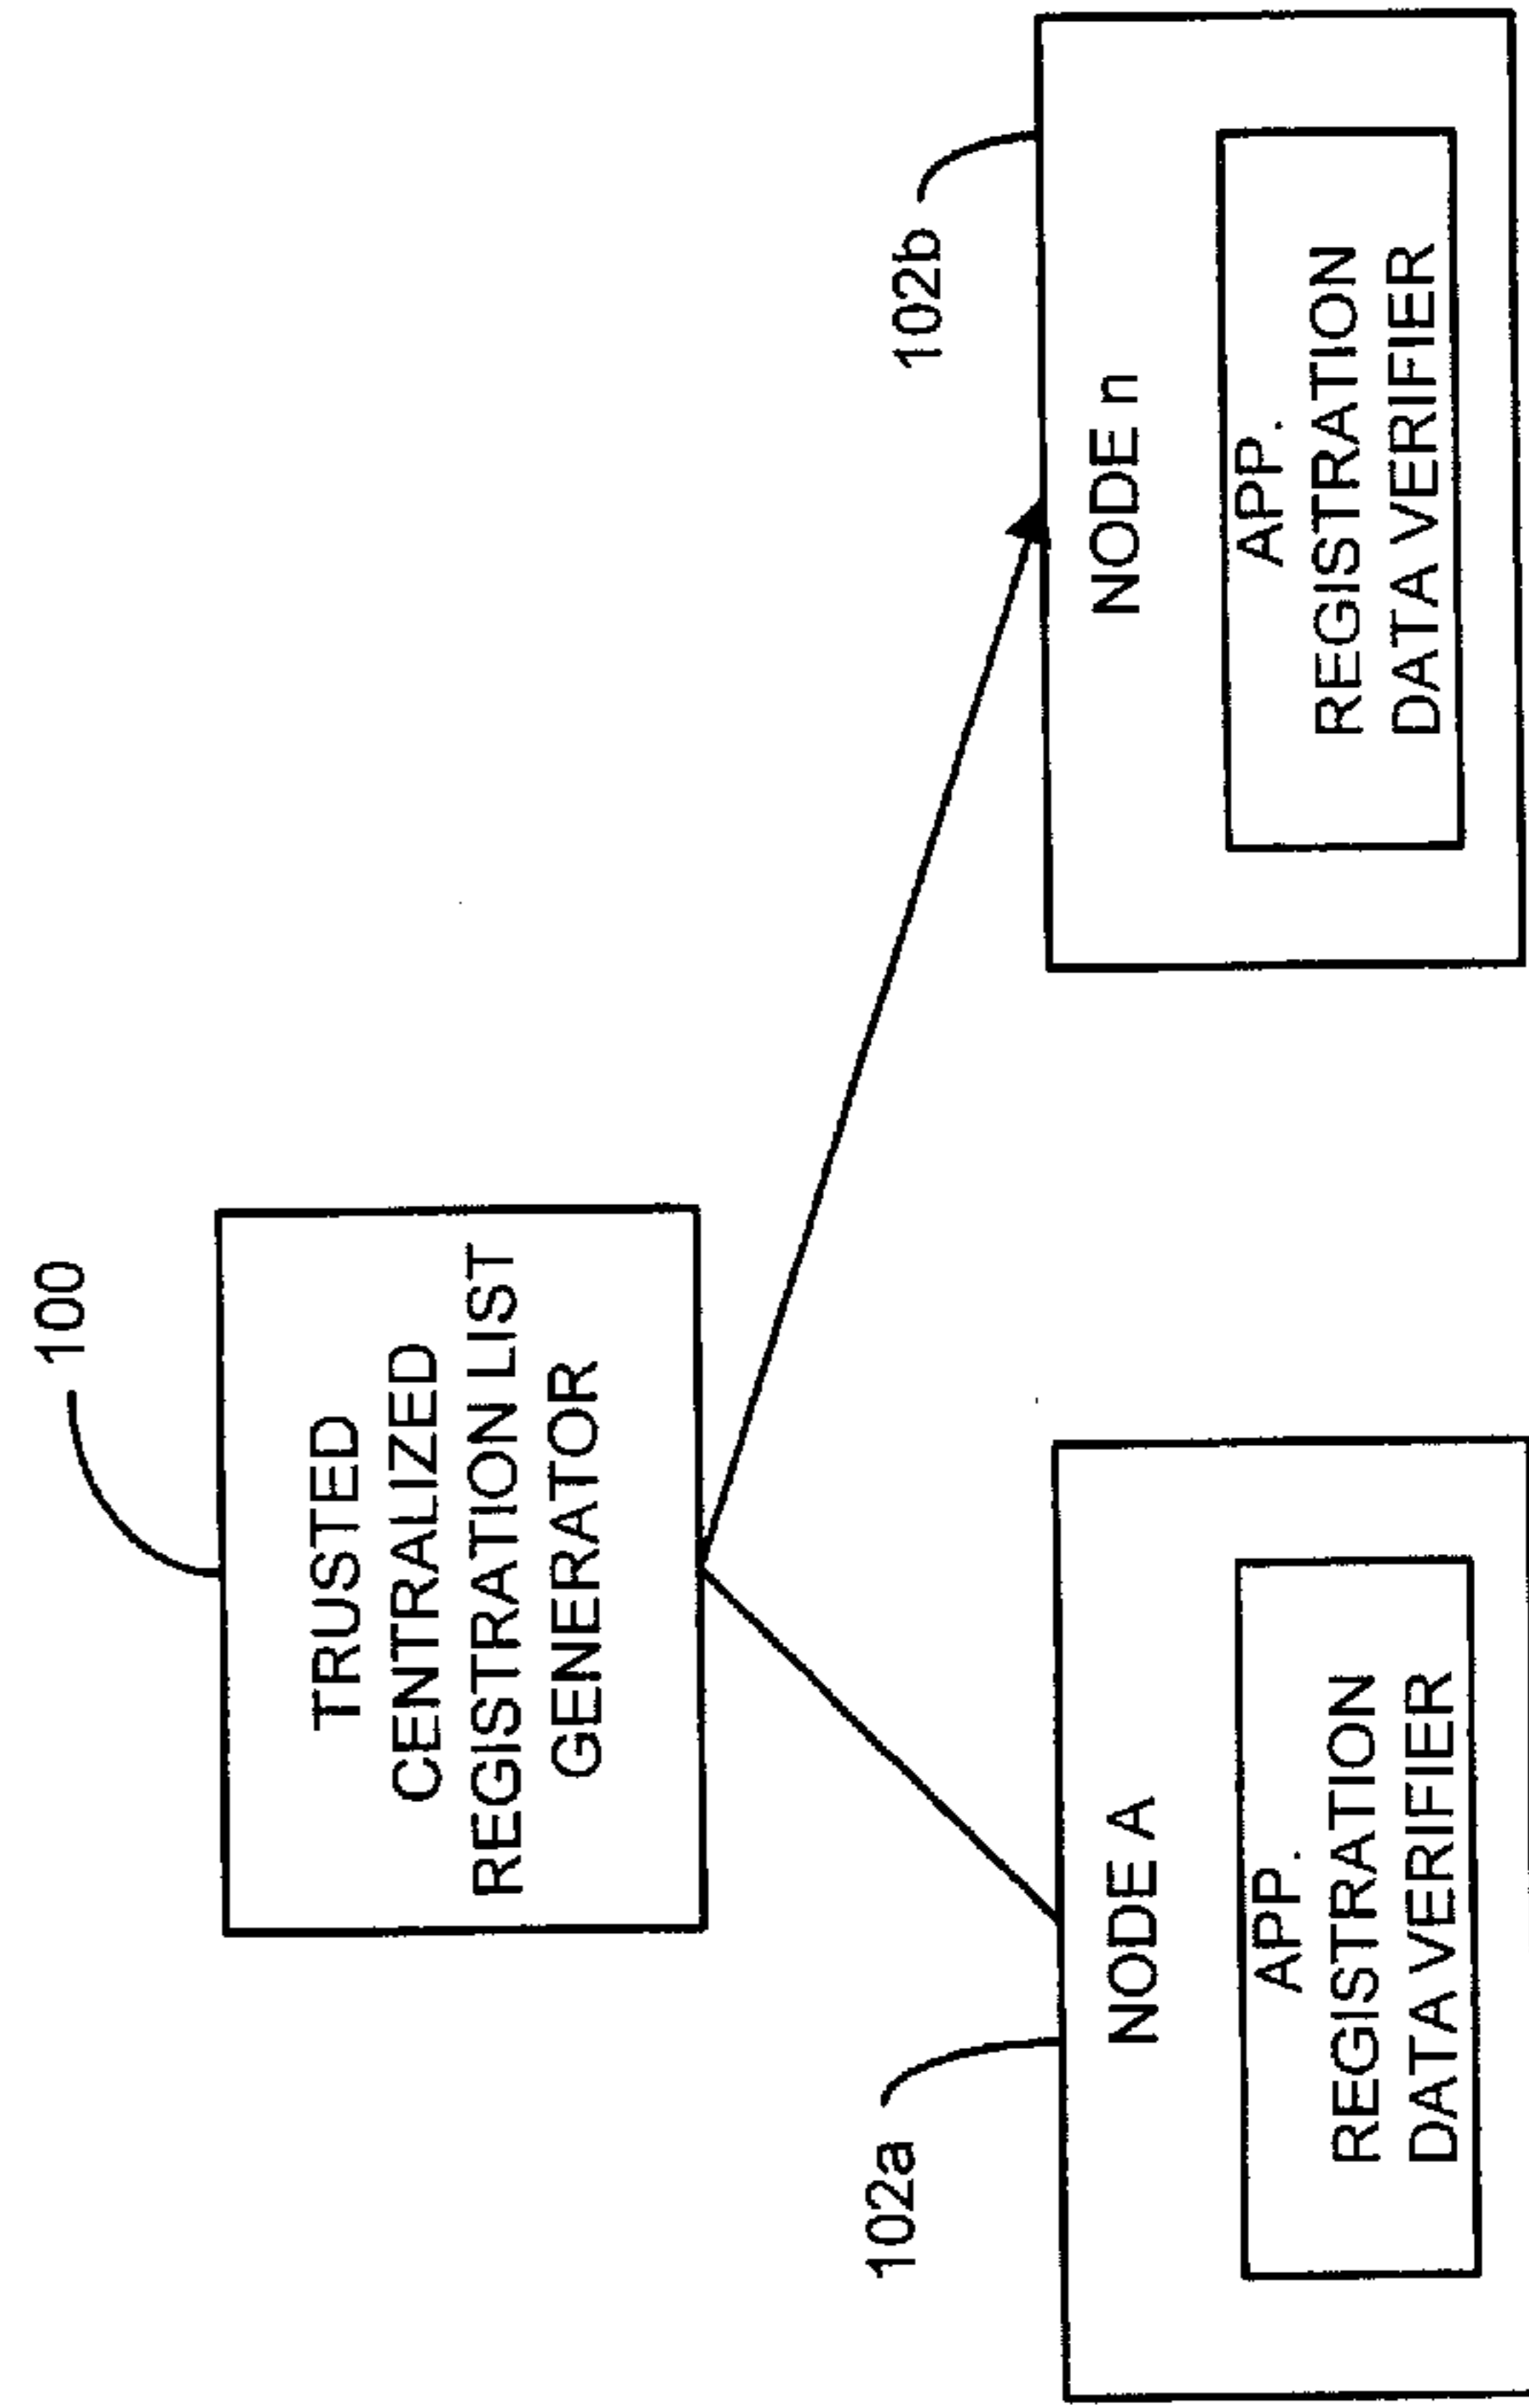 100
TRUSTED
CENTRALIZED
REGISTRATION LIST
GENERATOR
102a
NODE A
APP.
REGISTRATION
DATA VERIFIER
102b
NODE n
APP.
REGISTRATION
DATA VERIFIER